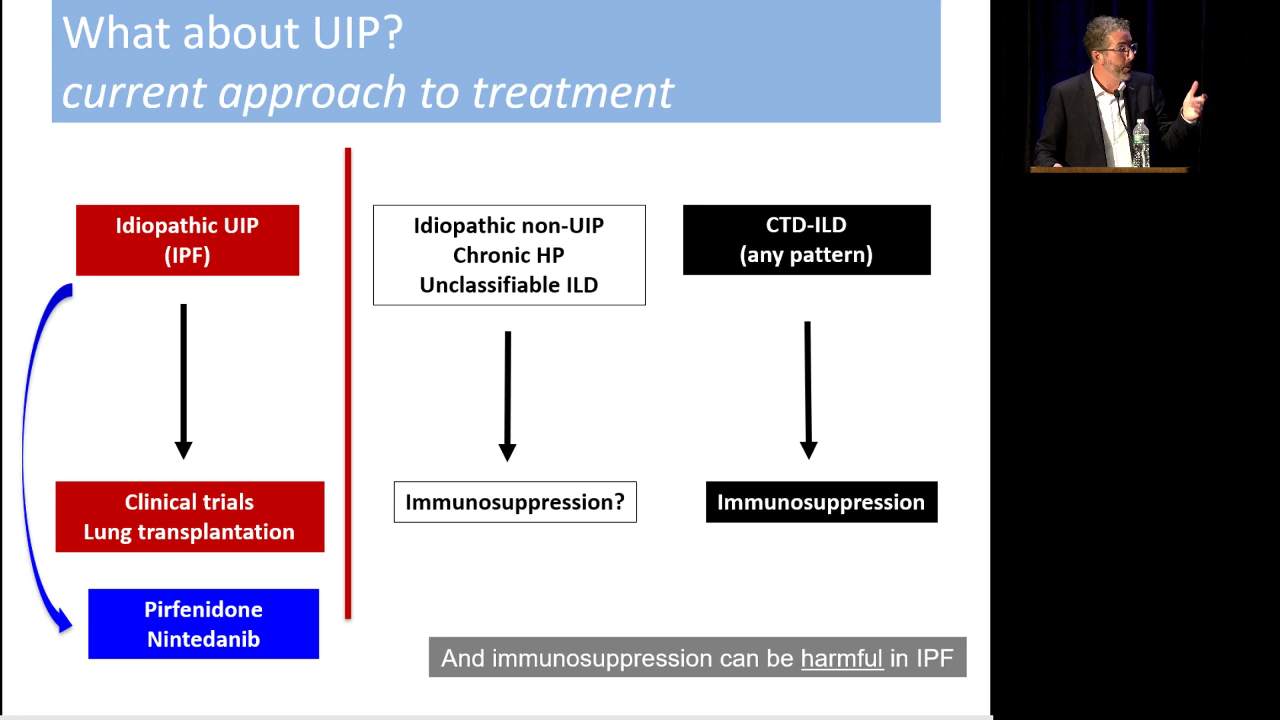 What about UIP?
current approach to treatment
Idiopathic UIP
(IPF)
Idiopathic non-UIP
Chronic HP
Unclassifiable ILD
CTD-ILD
(any pattern)
Clinical trials
Lung transplantation
Immunosuppression?
Immunosuppression
Pirfenidone
Nintedanib
And immunosuppression can be harmful in IPF